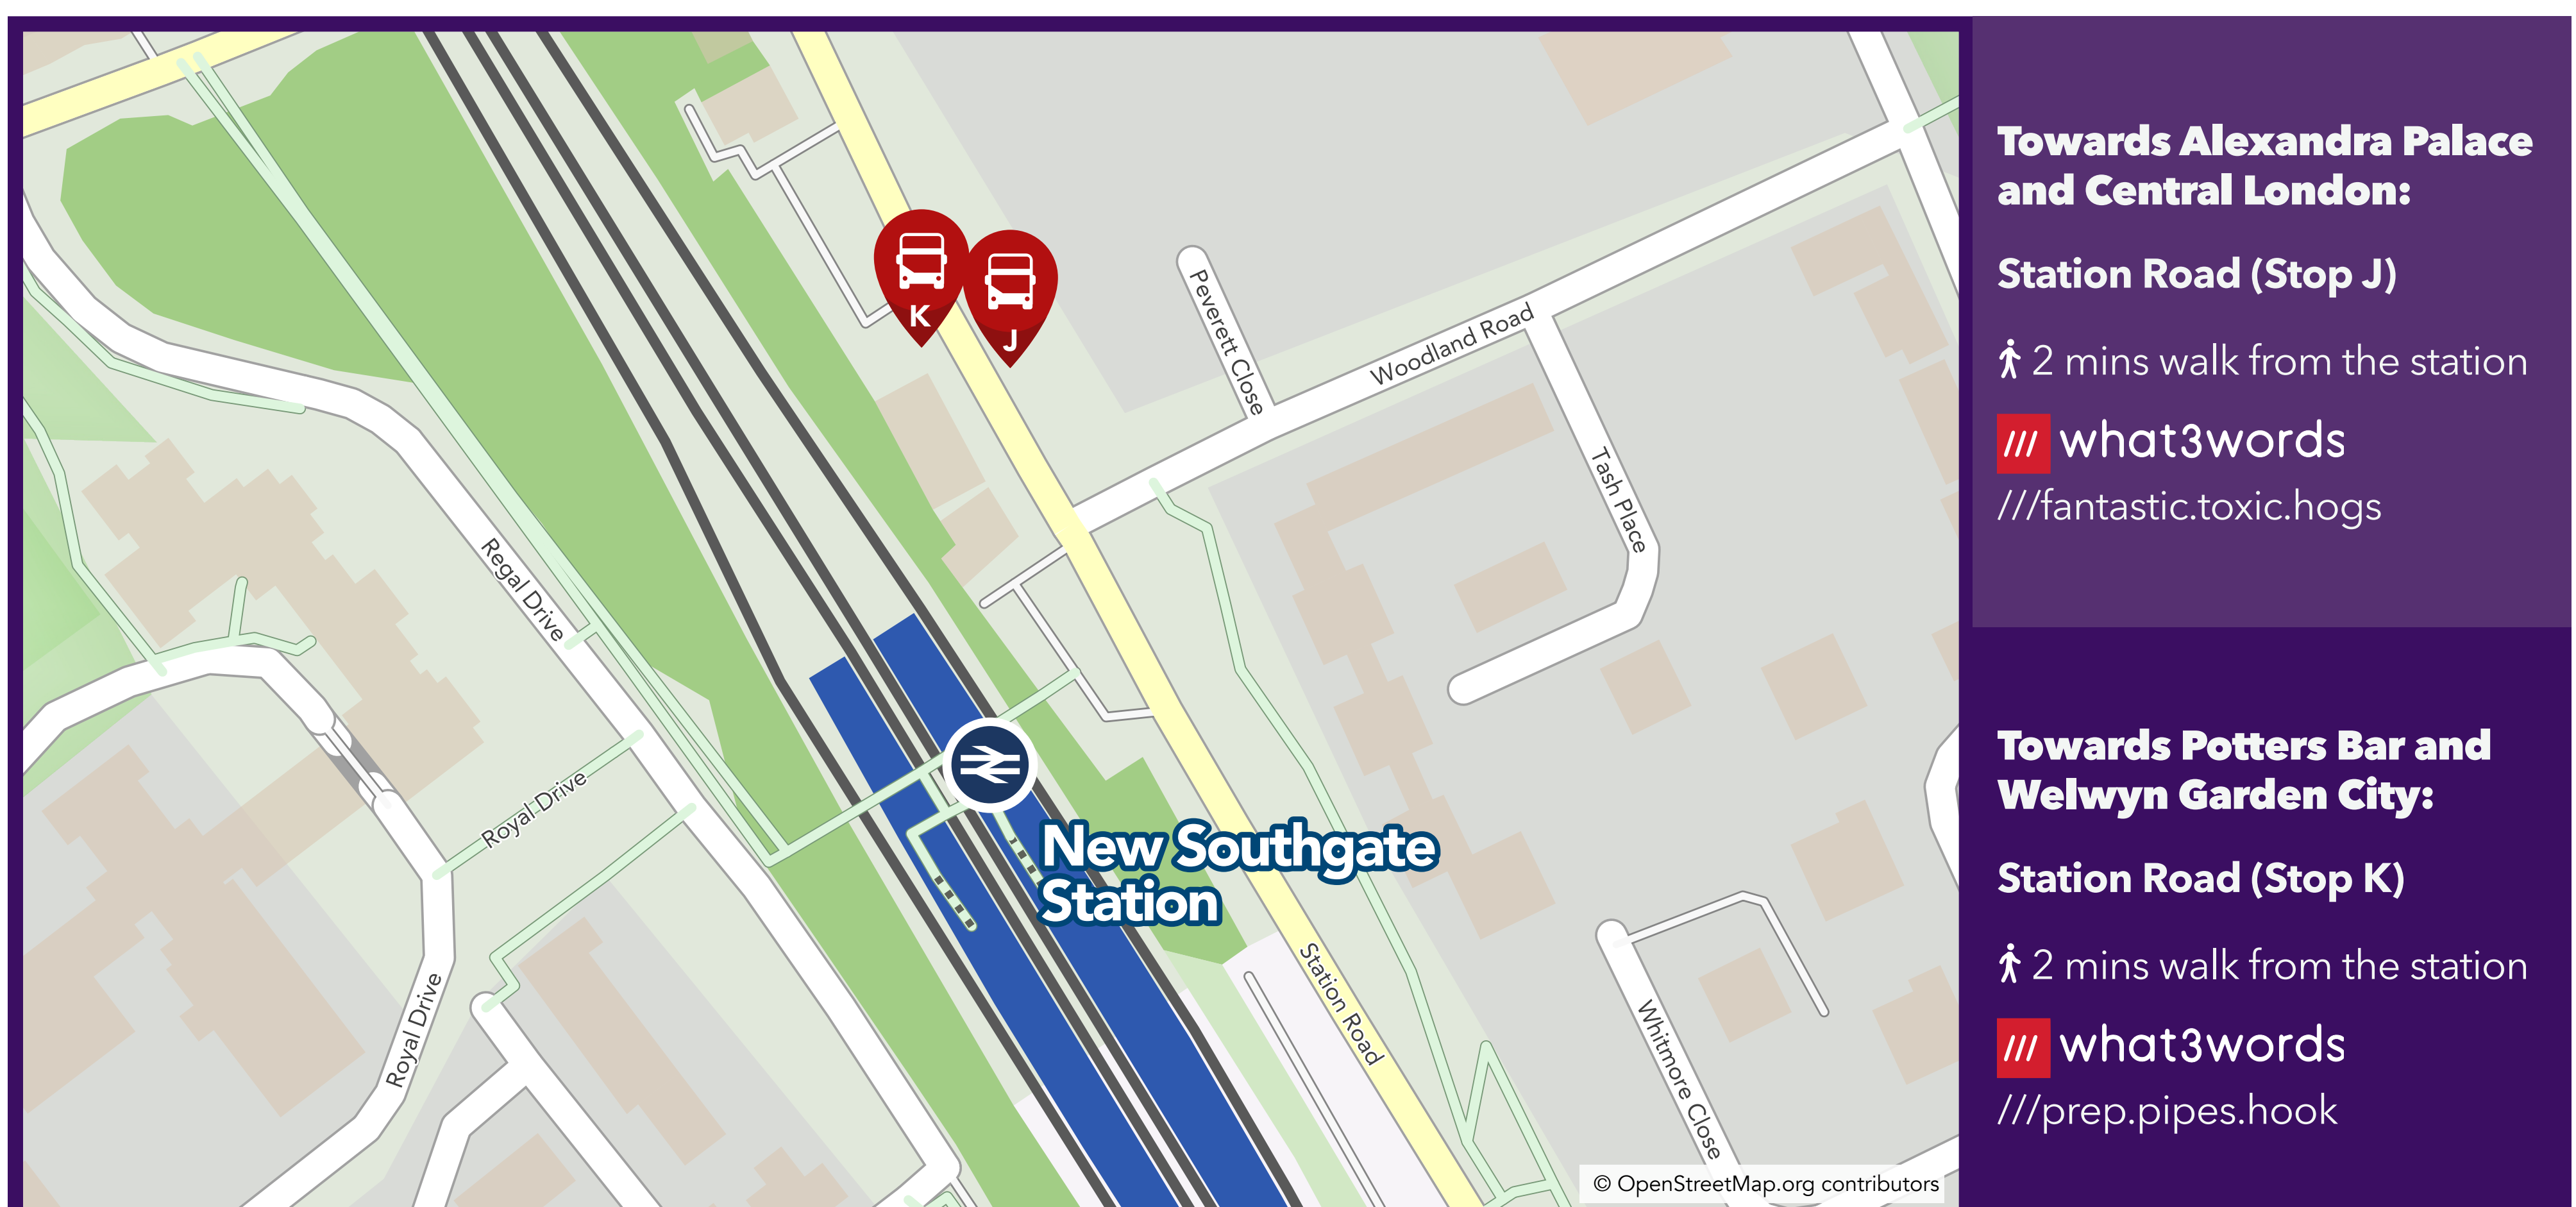 K
J
Peverett Close
Woodland Road
Tash Place
Regal Drive
Royal Drive
New Southgate
Station
Station Road
Royal Drive
Whitmore Close
© OpenStreetMap.org contributors
Towards Alexandra Palace
and Central London:
Station Road (Stop J)
2 mins walk from the station
what3words
///fantastic.toxic.hogs
Towards Potters Bar and
Welwyn Garden City:
Station Road (Stop K)
2 mins walk from the station
what3words
///prep.pipes.hook